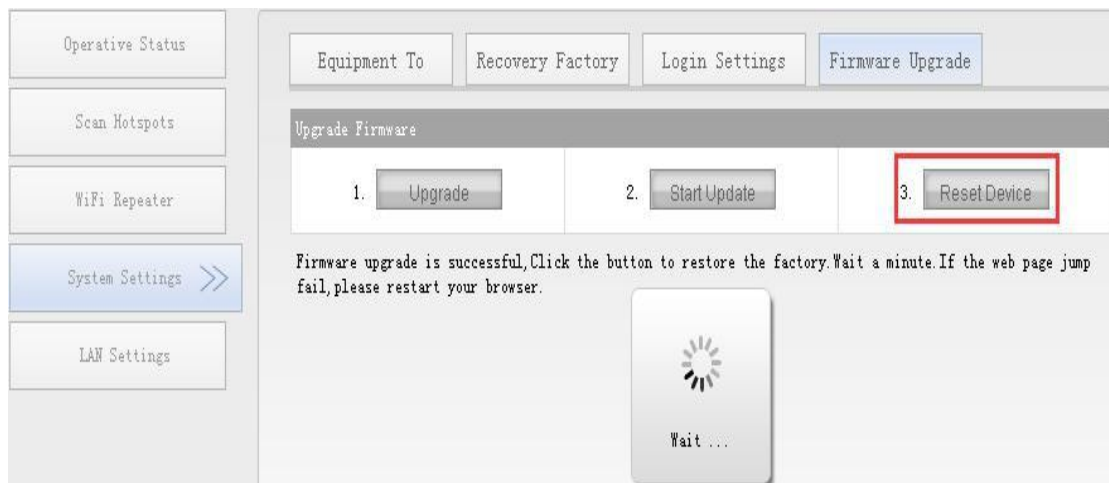 Operative Status
Scan Hotspots
WiFi Repeater
System Settings
LAN Settings
Equipment To
Recovery Factory
Login Settings
Firmware Upgrade
Upgrade Firmware
1. Upgrade
2. Start Update
3. Reset Device
Firmware upgrade is successful,Click the button to restore the factory.Wait a minute.If the web page jump
fail,please restart your browser.
Wait ...